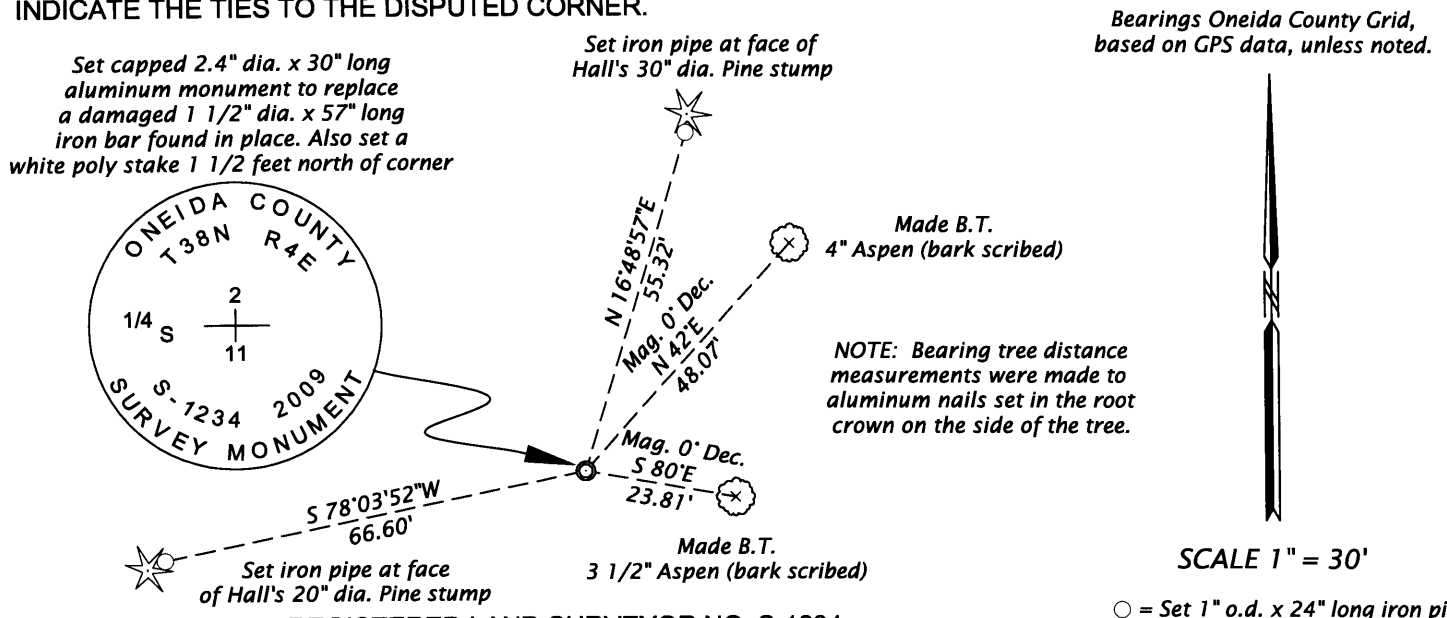 INDICATE THE TIES TO THE DISPUTED CORNER.
Bearings Oneida County Grid,
based on GPS data, unless noted.
Set capped 2.4" dia. x 30" long
aluminum monument to replace
a damaged 1 1/2" dia. x 57" long
iron bar found in place. Also set a
white poly stake 1 1/2 feet north of corner
Set iron pipe at face of
Hall's 30" dia. Pine stump
ONEIDA COUNTY
T38N R4E
1/4 S
2
11
S-1234 2009
SURVEY MONUMENT
N 16°48'57"E
55.32'
Made B.T.
4" Aspen (bark scribed)
Mag. 0° Dec.
N 42°E
48.07'
NOTE: Bearing tree distance
measurements were made to
aluminum nails set in the root
crown on the side of the tree.
Mag. 0° Dec.
S 80°E
23.81'
S 78°03'52"W
66.60'
Made B.T.
3 1/2" Aspen (bark scribed)
Set iron pipe at face
of Hall's 20" dia. Pine stump
SCALE 1" = 30'
= Set 1" o.d. x 24" long iron pi